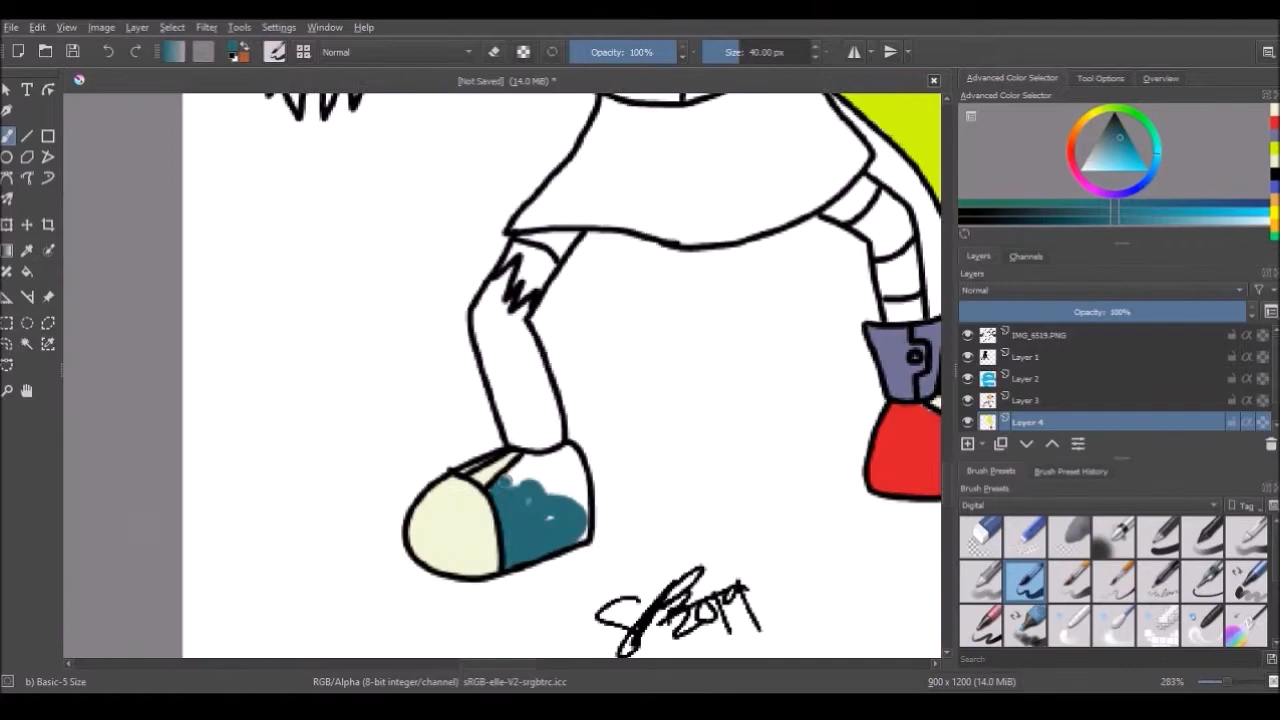 File Edit View Image Layer Select Filter Tools Settings Window Help
Normal Opacity: 100% Size: 40.00 px
[Not Saved] (14.0 MiB) *
Advanced Color Selector Tool Options Overview
Advanced Color Selector
Layers Channels
Layers
Normal
Opacity: 100%
IMG_6519.PNG
Layer 1
Layer 2
Layer 3
Layer 4
Brush Presets Brush Preset History
Brush Presets
Digital Tag
2019
Search
b) Basic-5 Size RGB/Alpha (8-bit integer/channel) sRGB-elle-V2-srgbtrc.icc 900 x 1200 (14.0 MiB) 283%